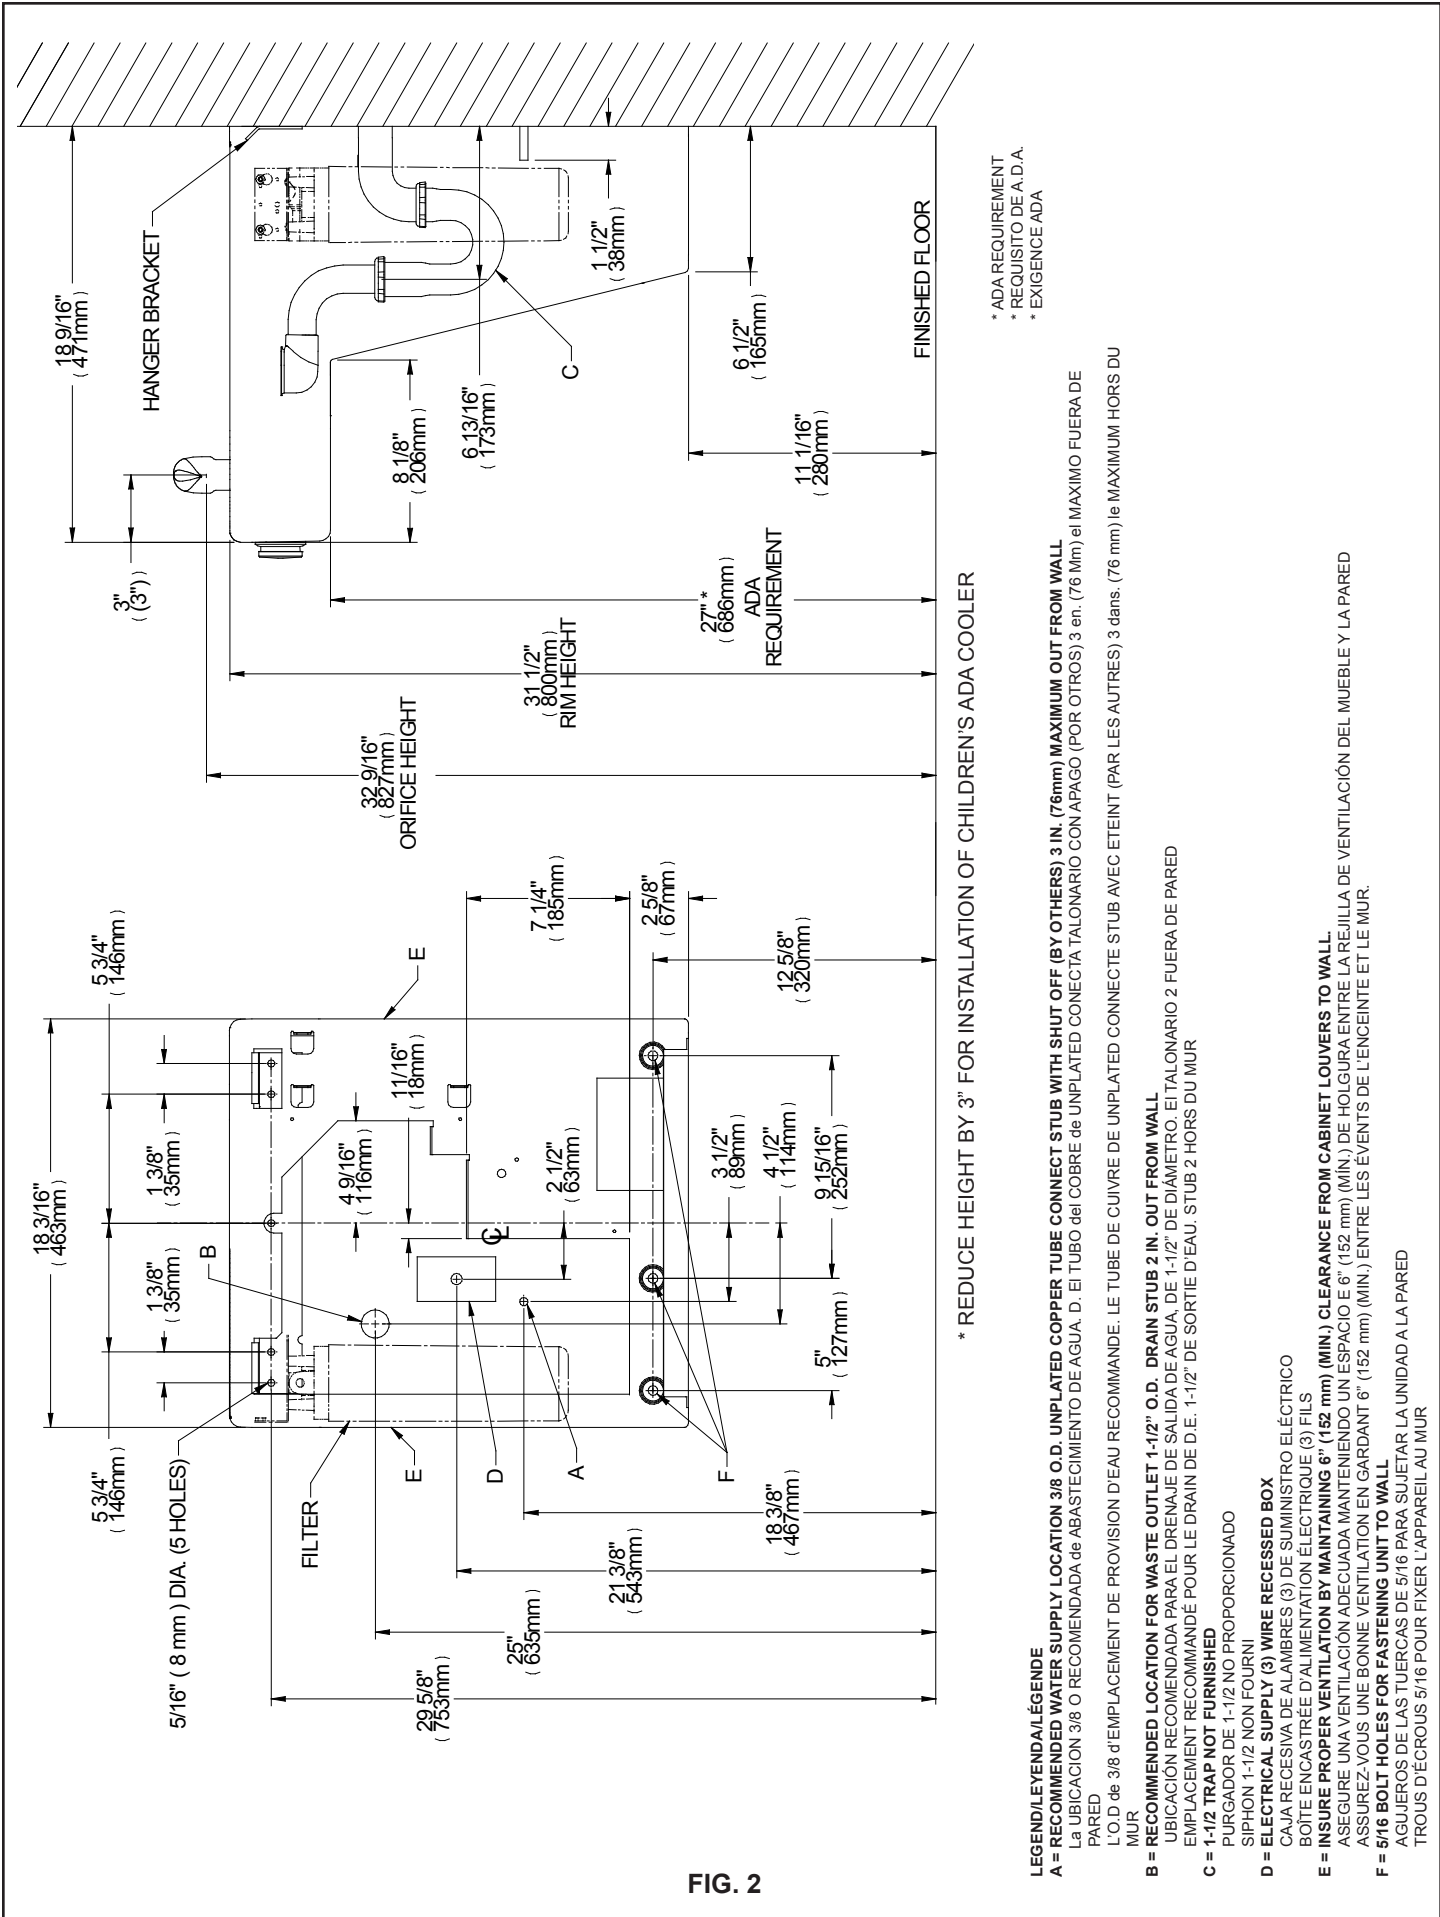 18 9/16"
( 471mm )
HANGER BRACKET
3"
(3")
( )
8 1/8"
( 206mm )
6 13/16"
( 173mm )
C
1 1/2"
( 38mm )
6 1/2"
( 165mm )
11 1/16"
( 280mm )
FINISHED FLOOR
27" *
( 686mm )
ADA
REQUIREMENT
31 1/2"
( 800mm )
RIM HEIGHT
32 9/16"
( 827mm )
ORIFICE HEIGHT
* ADA REQUIREMENT
* REQUISITO DE A.D.A.
* EXIGENCE ADA
18 3/16"
( 463mm )
5 3/4"
( 146mm )
5 3/4"
( 146mm )
1 3/8"
( 35mm )
1 3/8"
( 35mm )
5/16" ( 8 mm ) DIA. (5 HOLES)
B
FILTER
E
E
D
A
F
4 9/16"
( 116mm )
11/16"
( 18mm )
7 1/4"
( 185mm )
2 5/8"
( 67mm )
12 5/8"
( 320mm )
CL
2 1/2"
( 63mm )
3 1/2"
( 89mm )
4 1/2"
( 114mm )
9 15/16"
( 252mm )
5"
( 127mm )
18 3/8"
( 467mm )
21 3/8"
( 543mm )
25"
( 635mm )
29 5/8"
( 753mm )
* REDUCE HEIGHT BY 3” FOR INSTALLATION OF CHILDREN’S ADA COOLER
LEGEND/LEYENDA/LÉGENDE
A = RECOMMENDED WATER SUPPLY LOCATION 3/8 O.D. UNPLATED COPPER TUBE CONNECT STUB WITH SHUT OFF (BY OTHERS) 3 IN. (76mm) MAXIMUM OUT FROM WALL
La UBICACION 3/8 O RECOMENDADA de ABASTECIMIENTO DE AGUA. D. El TUBO del COBRE de UNPLATED CONECTA TALONARIO CON APAGO (POR OTROS) 3 en. (76 Mm) el MAXIMO FUERA DE
PARED
L'O.D de 3/8 d'EMPLACEMENT DE PROVISION D'EAU RECOMMANDE. LE TUBE DE CUIVRE DE UNPLATED CONNECTE STUB AVEC ETEINT (PAR LES AUTRES) 3 dans. (76 mm) le MAXIMUM HORS DU
MUR
B = RECOMMENDED LOCATION FOR WASTE OUTLET 1-1/2” O.D. DRAIN STUB 2 IN. OUT FROM WALL
UBICACIÓN RECOMENDADA PARA EL DRENAJE DE SALIDA DE AGUA, DE 1-1/2” DE DIÁMETRO. El TALONARIO 2 FUERA DE PARED
EMPLACEMENT RECOMMANDÉ POUR LE DRAIN DE D.E. 1-1/2” DE SORTIE D’EAU. STUB 2 HORS DU MUR
C = 1-1/2 TRAP NOT FURNISHED
PURGADOR DE 1-1/2 NO PROPORCIONADO
SIPHON 1-1/2 NON FOURNI
D = ELECTRICAL SUPPLY (3) WIRE RECESSED BOX
CAJA RECESIVA DE ALAMBRES (3) DE SUMINISTRO ELÉCTRICO
BOÎTE ENCASTRÉE D’ALIMENTATION ÉLECTRIQUE (3) FILS
E = INSURE PROPER VENTILATION BY MAINTAINING 6” (152 mm) (MIN.) CLEARANCE FROM CABINET LOUVERS TO WALL.
ASEGURE UNA VENTILACIÓN ADECUADA MANTENIENDO UN ESPACIO E 6” (152 mm) (MÍN.) DE HOLGURA ENTRE LA REJILLA DE VENTILACIÓN DEL MUEBLE Y LA PARED
ASSUREZ-VOUS UNE BONNE VENTILATION EN GARDANT 6” (152 mm) (MIN.) ENTRE LES ÉVENTS DE L’ENCEINTE ET LE MUR.
F = 5/16 BOLT HOLES FOR FASTENING UNIT TO WALL
AGUJEROS DE LAS TUERCAS DE 5/16 PARA SUJETAR LA UNIDAD A LA PARED
TROUS D’ÉCROUS 5/16 POUR FIXER L’APPAREIL AU MUR
FIG. 2